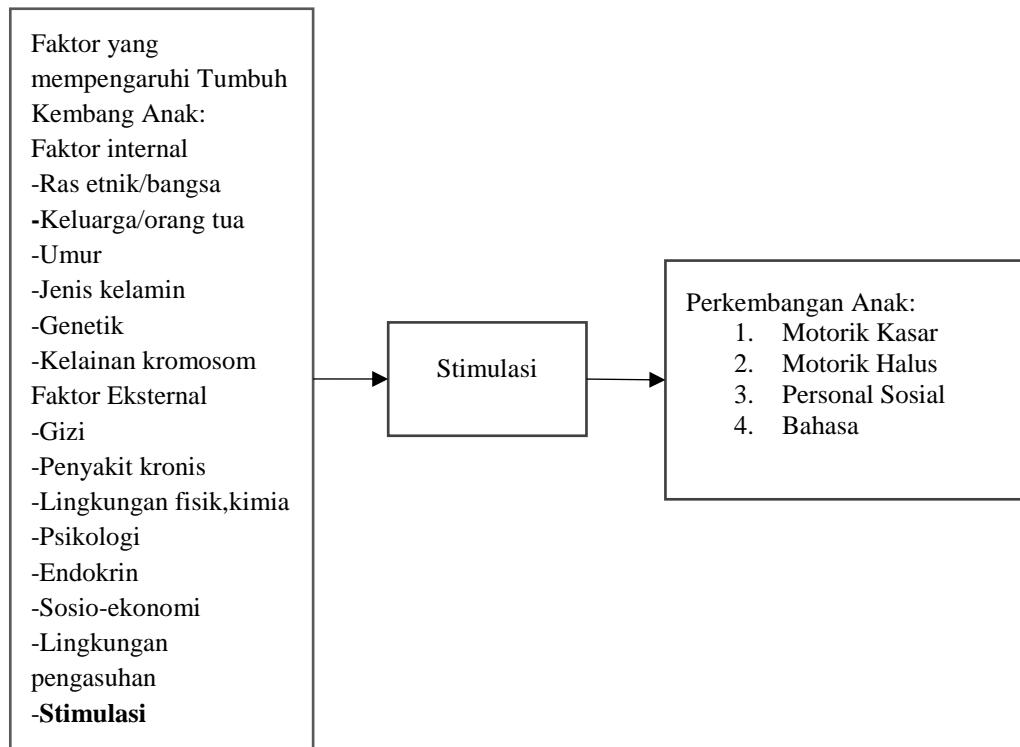 Faktor yang
mempengaruhi Tumbuh
Kembang Anak:
Faktor internal
-Ras etnik/bangsa
-Keluarga/orang tua
-Umur
-Jenis kelamin
-Genetik
-Kelainan kromosom
Faktor Eksternal
-Gizi
-Penyakit kronis
-Lingkungan fisik,kimia
-Psikologi
-Endokrin
-Sosio-ekonomi
-Lingkungan
pengasuhan
-Stimulasi
Stimulasi
Perkembangan Anak:
1. Motorik Kasar
2. Motorik Halus
3. Personal Sosial
4. Bahasa